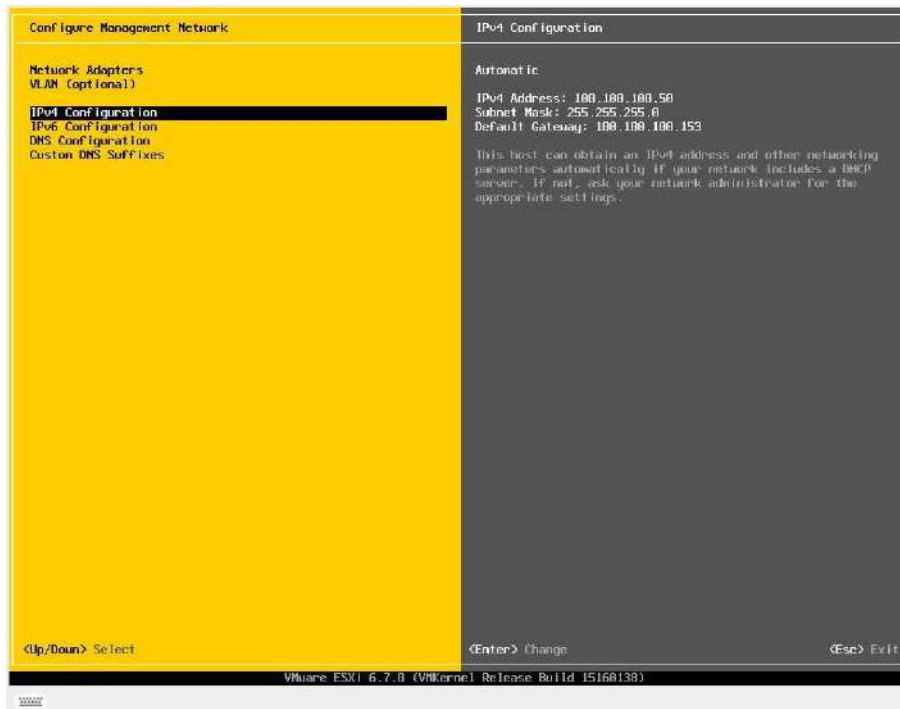 Configure Management Network
Network Adapters
VLAN (optional)
IPv4 Configuration
IPv6 Configuration
DNS Configuration
Custom DNS Suffixes
<Up/Down> Select
IPv4 Configuration
Automatic
IPv4 Address: 100.100.100.50
Subnet Mask: 255.255.255.0
Default Gateway: 100.100.100.153
This host can obtain an IPv4 address and other networking
parameters automatically if your network includes a DHCP
server. If not, ask your network administrator for the
appropriate settings.
<Enter> Change
<Esc> Exit
VMware ESXi 6.7.0 (VMKernel Release Build 15160138)